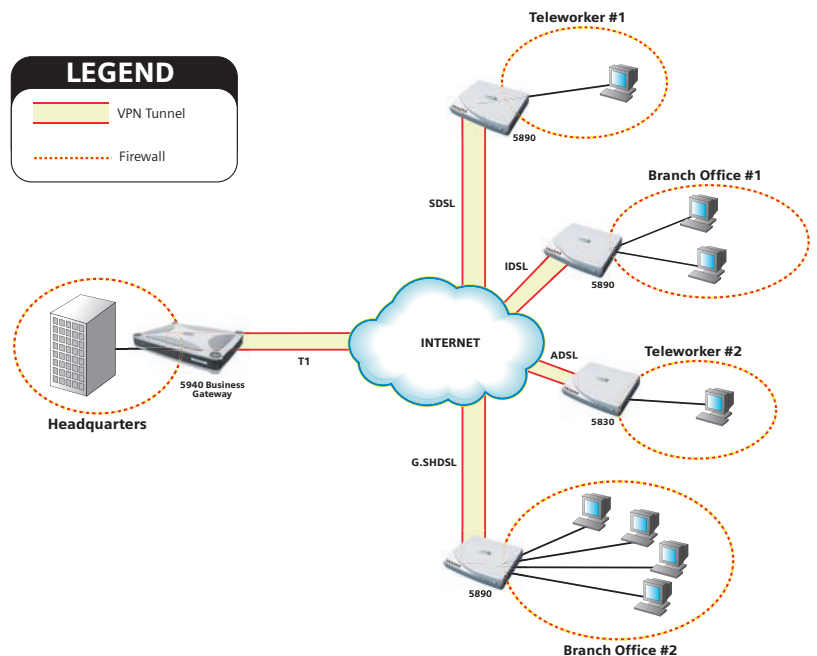 Teleworker #1
LEGEND
VPN Tunnel
Firewall
5890
Branch Office #1
SDSL
IDSL
5890
INTERNET
T1
5940 Business
Gateway
Headquarters
ADSL
Teleworker #2
5830
G.SHDSL
5890
Branch Office #2